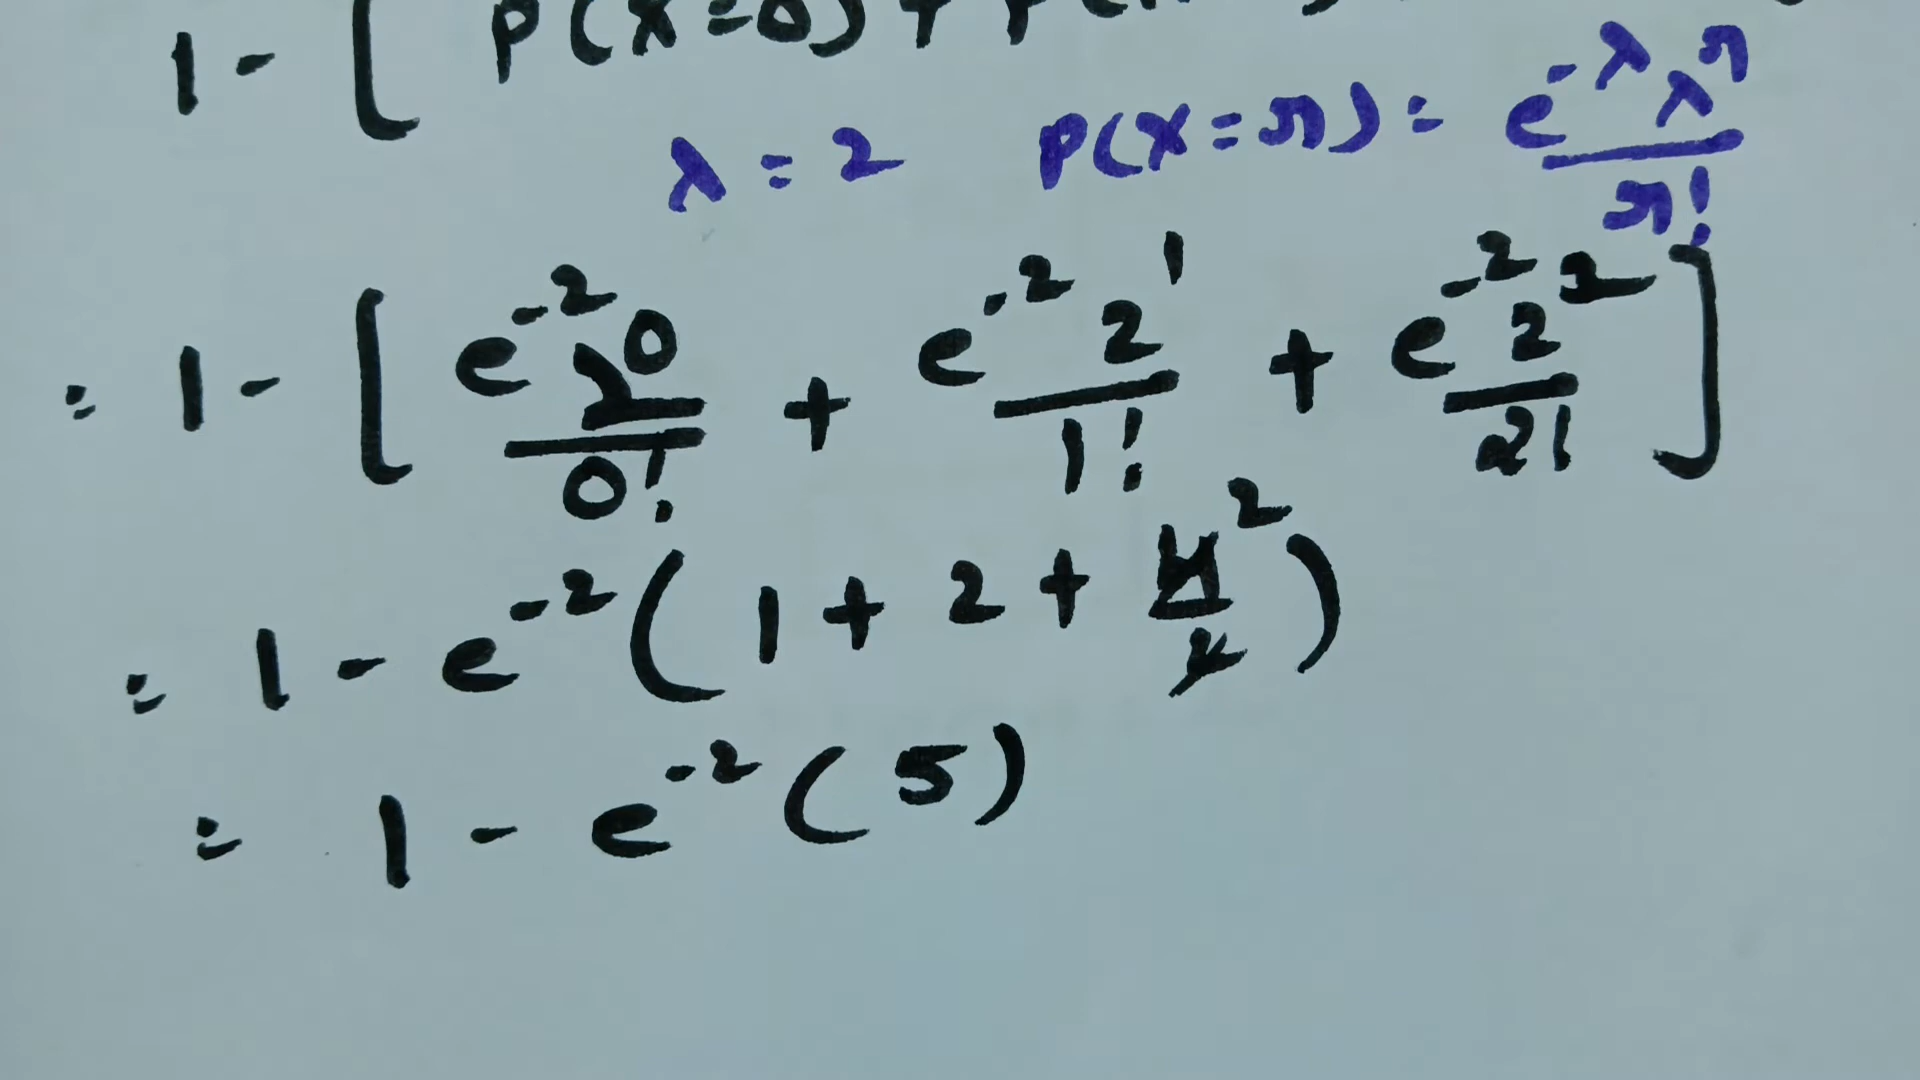 1 - [ P(X=0) + P(
λ = 2 P(X=r) = e^-λ λ^r / r!
= 1 - [ e^-2 2^0 / 0! + e^-2 2^1 / 1! + e^-2 2^2 / 2! ]
= 1 - e^-2 ( 1 + 2 + 4/2 2 )
= 1 - e^-2 ( 5 )